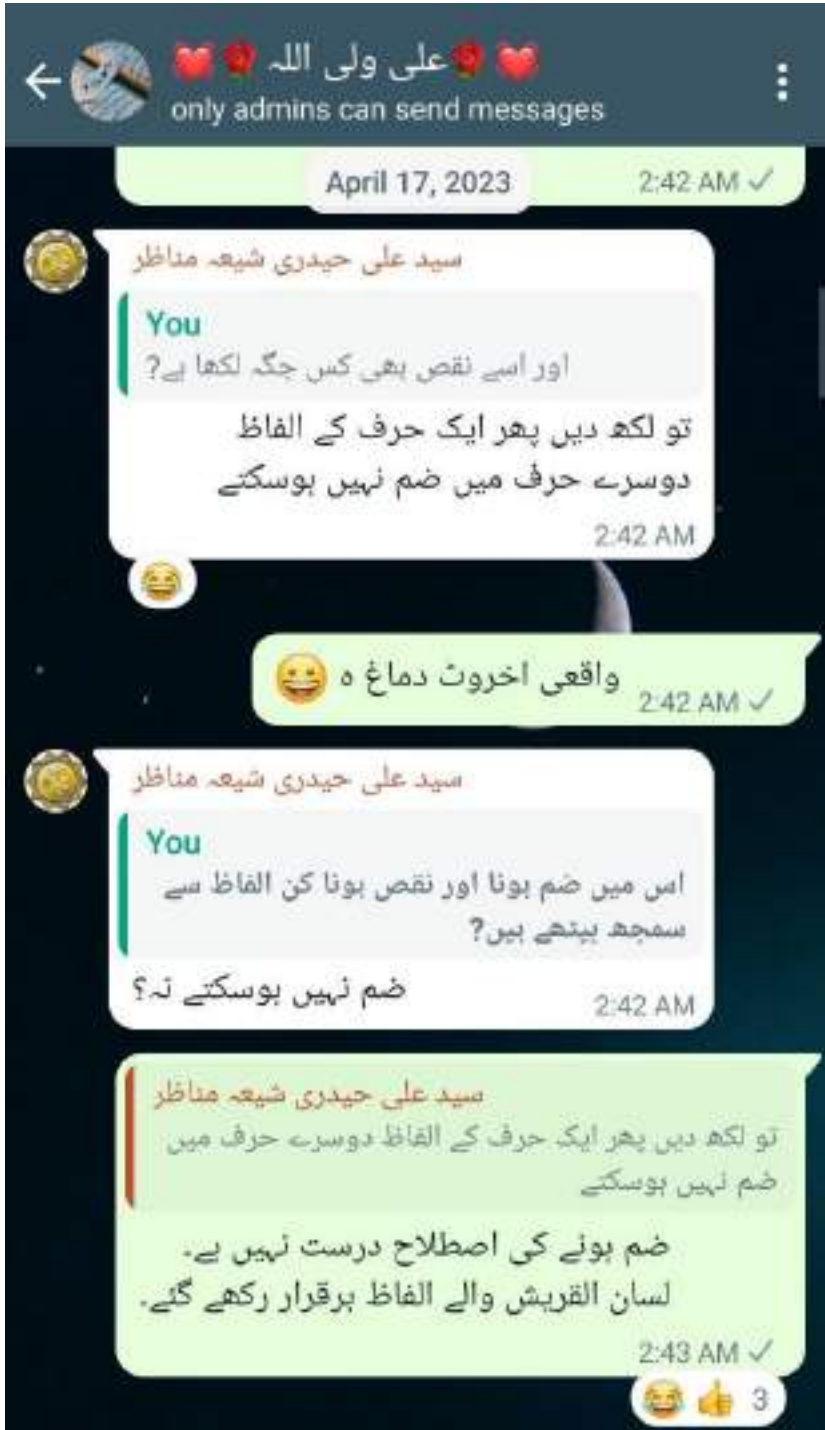 ❤️🌹علی ولی اللہ🌹❤️
only admins can send messages
2:42 AM
April 17, 2023
سید علی حیدری شیعہ مناظر
You
اور اسے نقص بھی کس جگہ لکھا ہے?
تو لکھ دیں پھر ایک حرف کے الفاظ
دوسرے حرف میں ضم نہیں ہوسکتے
2:42 AM
😂
واقعی اخروٹ دماغ ہ 😀
2:42 AM
سید علی حیدری شیعہ مناظر
You
اس میں ضم ہونا اور نقص ہونا کن الفاظ سے
سمجھ بیٹھے ہیں?
ضم نہیں ہوسکتے نہ؟
2:42 AM
سید علی حیدری شیعہ مناظر
تو لکھ دیں پھر ایک حرف کے الفاظ دوسرے حرف میں
ضم نہیں ہوسکتے
ضم ہونے کی اصطلاح درست نہیں ہے۔
لسان القریش والے الفاظ برقرار رکھے گئے۔
2:43 AM
😂 👍 3